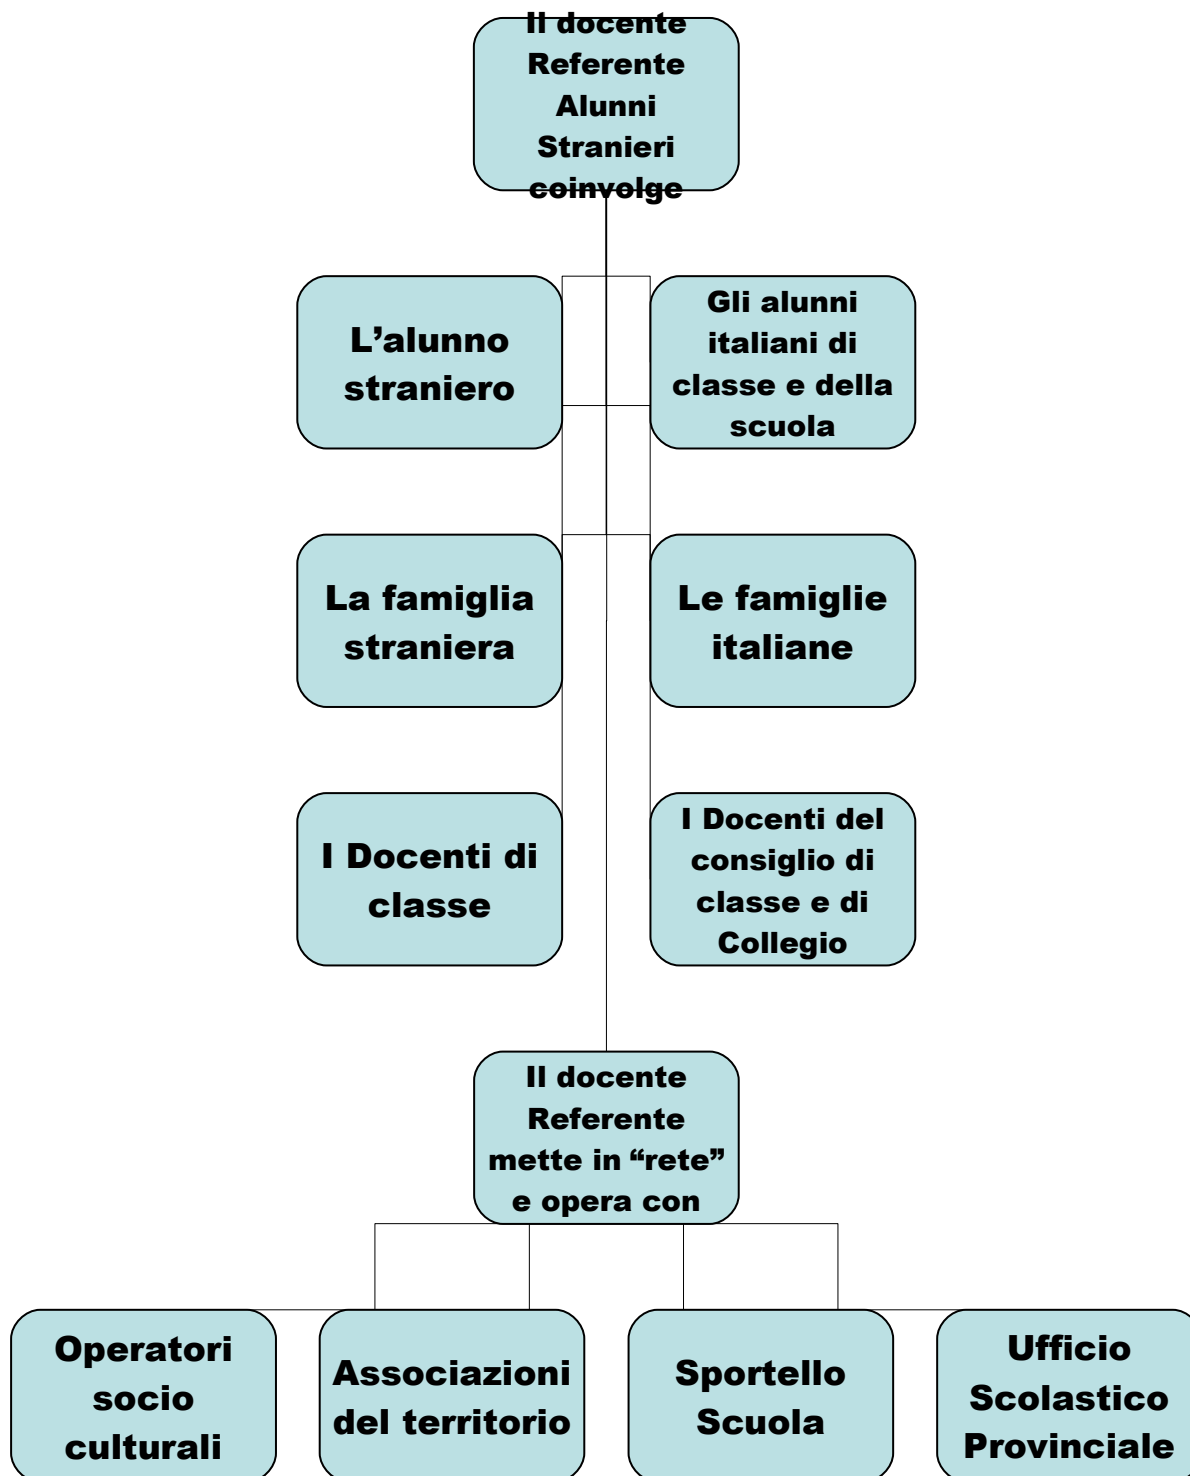 Il docente
Referente
Alunni
Stranieri
coinvolge
L’alunno
straniero
Gli alunni
italiani di
classe e della
scuola
La famiglia
straniera
Le famiglie
italiane
I Docenti di
classe
I Docenti del
consiglio di
classe e di
Collegio
Il docente
Referente
mette in “rete”
e opera con
Operatori
socio
culturali
Associazioni
del territorio
Sportello
Scuola
Ufficio
Scolastico
Provinciale